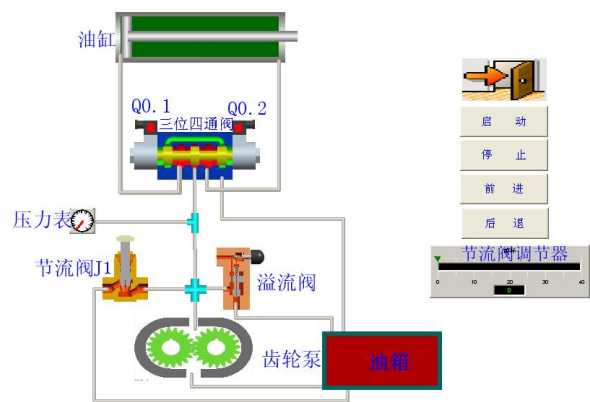 油缸
Q0.1
Q0.2
三位四通阀
启 动
停 止
前 进
后 退
压力表
节流阀J1
溢流阀
节流阀调节器
0 10 20 30 40
0
齿轮泵
油箱